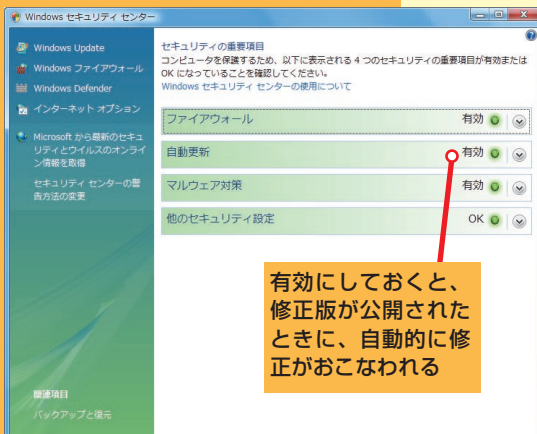 Windows セキュリティ センター
Windows Update
Windows ファイアウォール
Windows Defender
インターネット オプション
Microsoft から最新のセキュ
リティとウイルスのオンライ
ン情報を取得
セキュリティ センターの警
告方法の変更
関連項目
バックアップと復元
セキュリティの重要項目
コンピュータを保護するため、以下に表示される 4 つのセキュリティの重要項目が有効または
OK になっていることを確認してください。
Windows セキュリティ センターの使用について
ファイアウォール 有効
自動更新 有効
マルウェア対策 有効
他のセキュリティ設定 OK
有効にしておくと、
修正版が公開された
ときに、自動的に修
正がおこなわれる